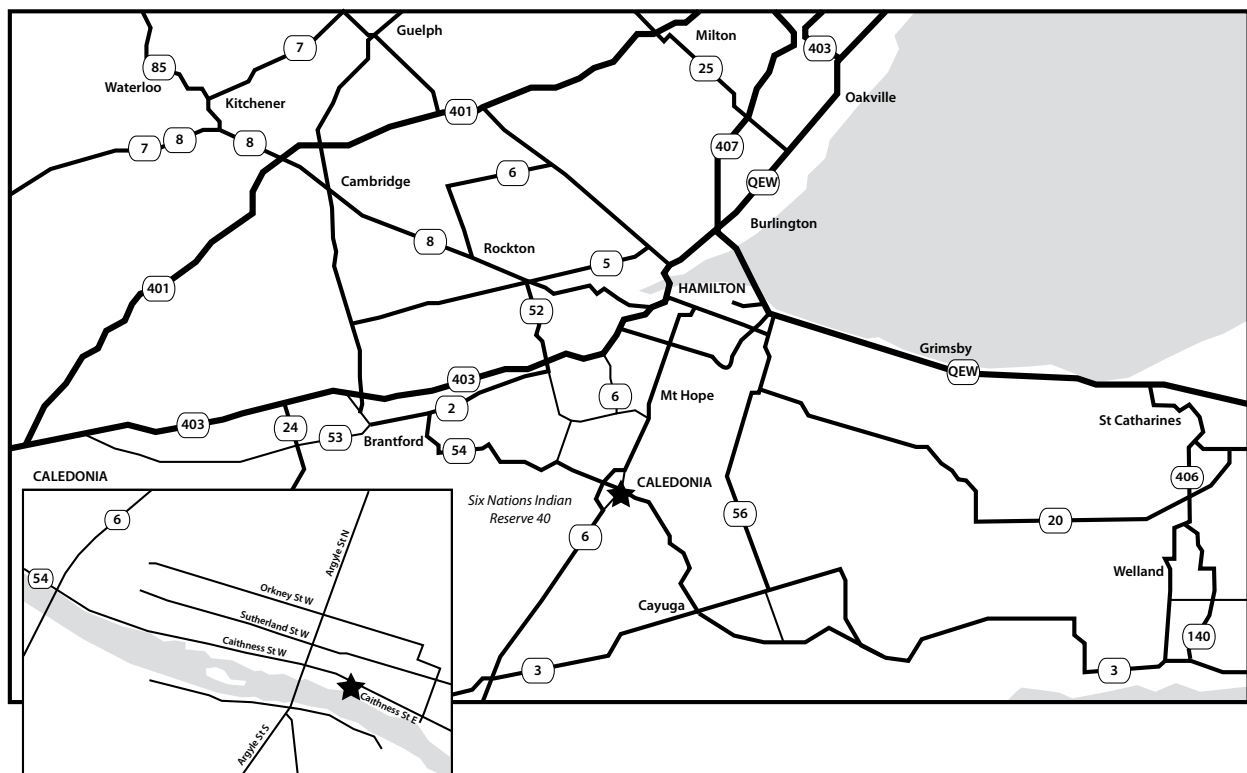 Guelph
Milton
403
7
85
25
Waterloo
Kitchener
Oakville
401
7
8
8
407
6
QEW
Cambridge
Burlington
8
Rockton
5
401
HAMILTON
52
Grimsby
QEW
403
6
Mt Hope
2
St Catharines
403
24
53
Brantford
54
406
CALEDONIA
CALEDONIA
Six Nations Indian
Reserve 40
56
20
6
6
Argyle St N
54
Welland
Orkney St W
Cayuga
Sutherland St W
140
Caithness St W
3
3
Caithness St E
Argyle St S